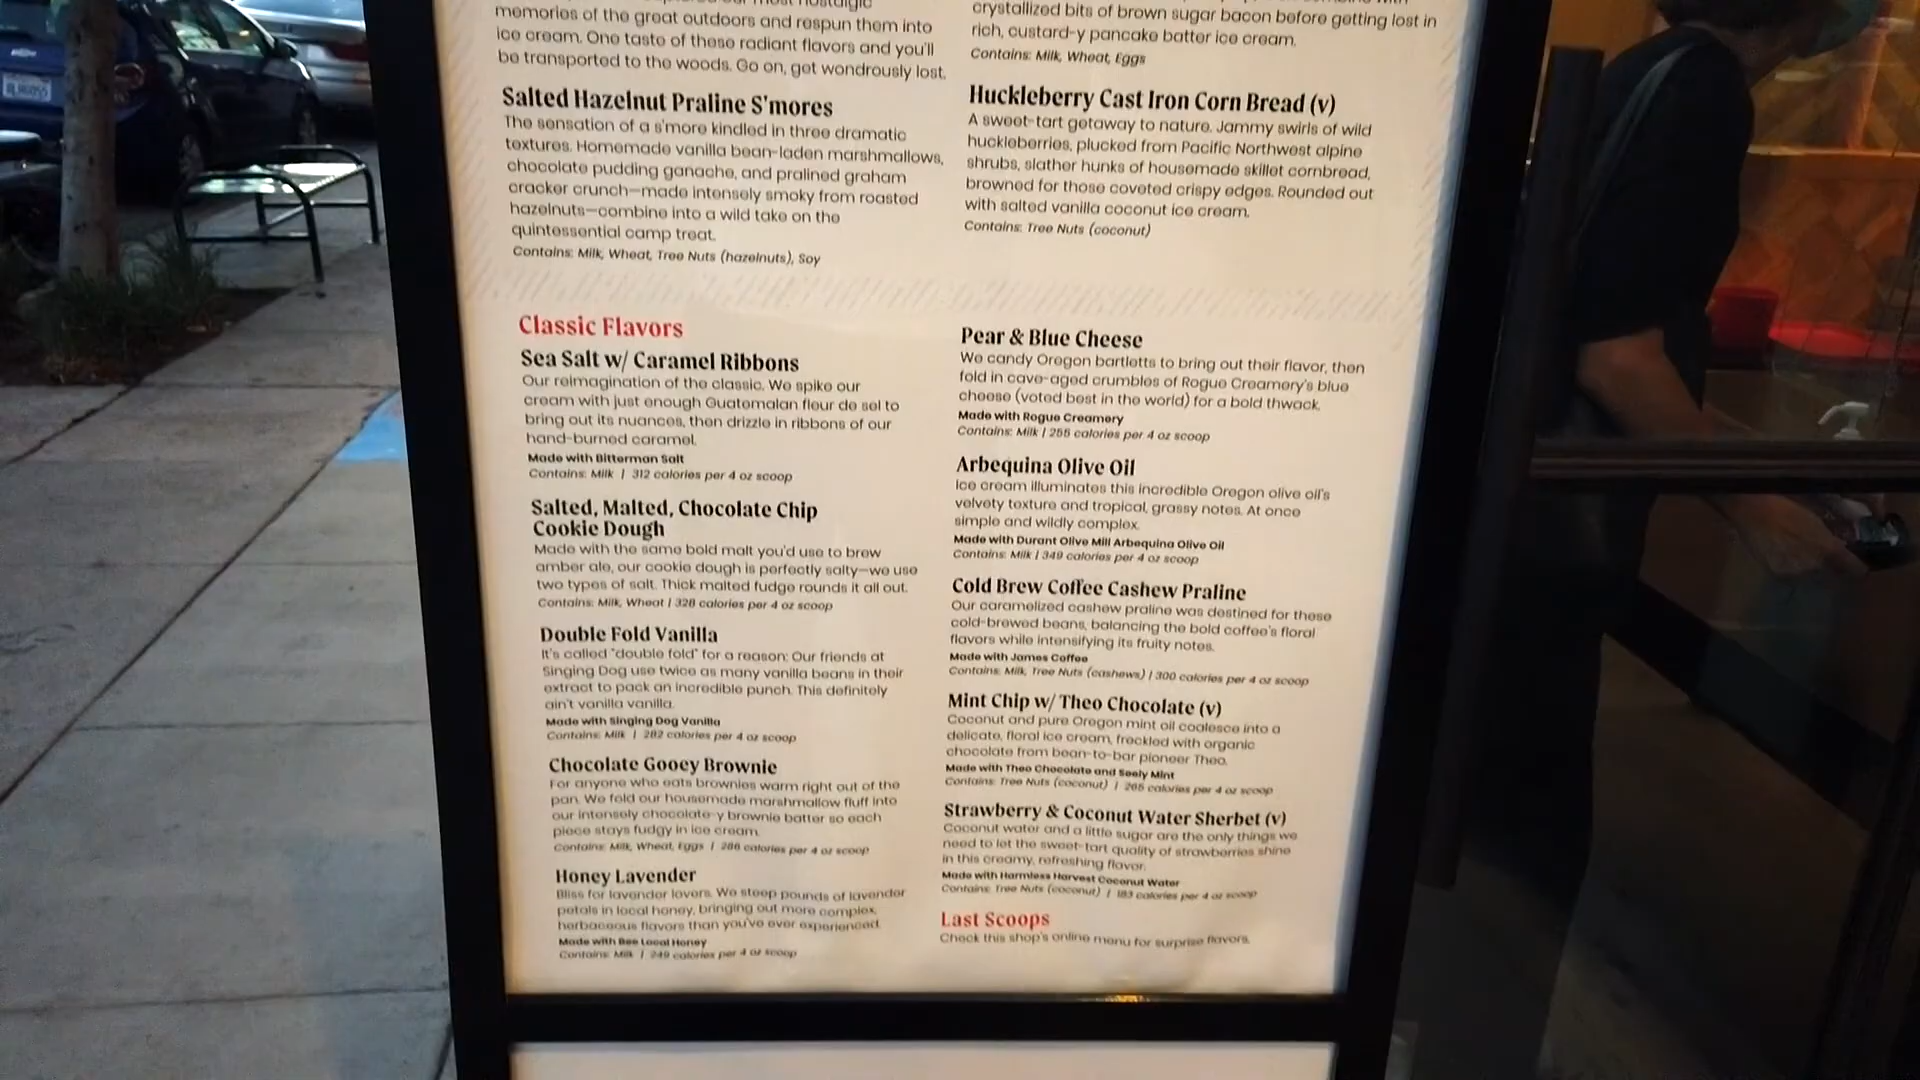 memories of the great outdoors and respun them into
ice cream. One taste of these radiant flavors and you'll
be transported to the woods. Go on, get wondrously lost.
Salted Hazelnut Praline S'mores
The sensation of a s'more kindled in three dramatic
textures. Homemade vanilla bean-laden marshmallows,
chocolate pudding ganache, and pralined graham
cracker crunch—made intensely smoky from roasted
hazelnuts—combine into a wild take on the
quintessential camp treat.
Contains: Milk, Wheat, Tree Nuts (hazelnuts), Soy
crystallized bits of brown sugar bacon before getting lost in
rich, custard-y pancake batter ice cream.
Contains: Milk, Wheat, Eggs
Huckleberry Cast Iron Corn Bread (v)
A sweet-tart getaway to nature. Jammy swirls of wild
huckleberries, plucked from Pacific Northwest alpine
shrubs, slather hunks of housemade skillet cornbread,
browned for those coveted crispy edges. Rounded out
with salted vanilla coconut ice cream.
Contains: Tree Nuts (coconut)
Classic Flavors
Sea Salt w/ Caramel Ribbons
Our reimagination of the classic. We spike our
cream with just enough Guatemalan fleur de sel to
bring out its nuances, then drizzle in ribbons of our
hand-burned caramel.
Made with Bitterman Salt
Contains: Milk | 312 calories per 4 oz scoop
Salted, Malted, Chocolate Chip
Cookie Dough
Made with the same bold malt you'd use to brew
amber ale, our cookie dough is perfectly salty—we use
two types of salt. Thick malted fudge rounds it all out.
Contains: Milk, Wheat | 328 calories per 4 oz scoop
Double Fold Vanilla
It's called "double fold" for a reason: Our friends at
Singing Dog use twice as many vanilla beans in their
extract to pack an incredible punch. This definitely
ain't vanilla vanilla.
Made with Singing Dog Vanilla
Contains: Milk | 282 calories per 4 oz scoop
Chocolate Gooey Brownie
For anyone who eats brownies warm right out of the
pan. We fold our housemade marshmallow fluff into
our intensely chocolate-y brownie batter so each
piece stays fudgy in ice cream.
Contains: Milk, Wheat, Eggs | 286 calories per 4 oz scoop
Honey Lavender
Bliss for lavender lovers. We steep pounds of lavender
petals in local honey, bringing out more complex,
herbaceous flavors than you've ever experienced.
Made with Bee Local Honey
Contains: Milk | 249 calories per 4 oz scoop
Pear & Blue Cheese
We candy Oregon bartletts to bring out their flavor, then
fold in cave-aged crumbles of Rogue Creamery's blue
cheese (voted best in the world) for a bold thwack.
Made with Rogue Creamery
Contains: Milk | 255 calories per 4 oz scoop
Arbequina Olive Oil
Ice cream illuminates this incredible Oregon olive oil's
velvety texture and tropical, grassy notes. At once
simple and wildly complex.
Made with Durant Olive Mill Arbequina Olive Oil
Contains: Milk | 349 calories per 4 oz scoop
Cold Brew Coffee Cashew Praline
Our caramelized cashew praline was destined for these
cold-brewed beans, balancing the bold coffee's floral
flavors while intensifying its fruity notes.
Made with James Coffee
Contains: Milk, Tree Nuts (cashews) | 300 calories per 4 oz scoop
Mint Chip w/ Theo Chocolate (v)
Coconut and pure Oregon mint oil coalesce into a
delicate, floral ice cream, freckled with organic
chocolate from bean-to-bar pioneer Theo.
Made with Theo Chocolate and Seely Mint
Contains: Tree Nuts (coconut) | 265 calories per 4 oz scoop
Strawberry & Coconut Water Sherbet (v)
Coconut water and a little sugar are the only things we
need to let the sweet-tart quality of strawberries shine
in this creamy, refreshing flavor.
Made with Harmless Harvest Coconut Water
Contains: Tree Nuts (coconut) | 183 calories per 4 oz scoop
Last Scoops
Check this shop's online menu for surprise flavors.